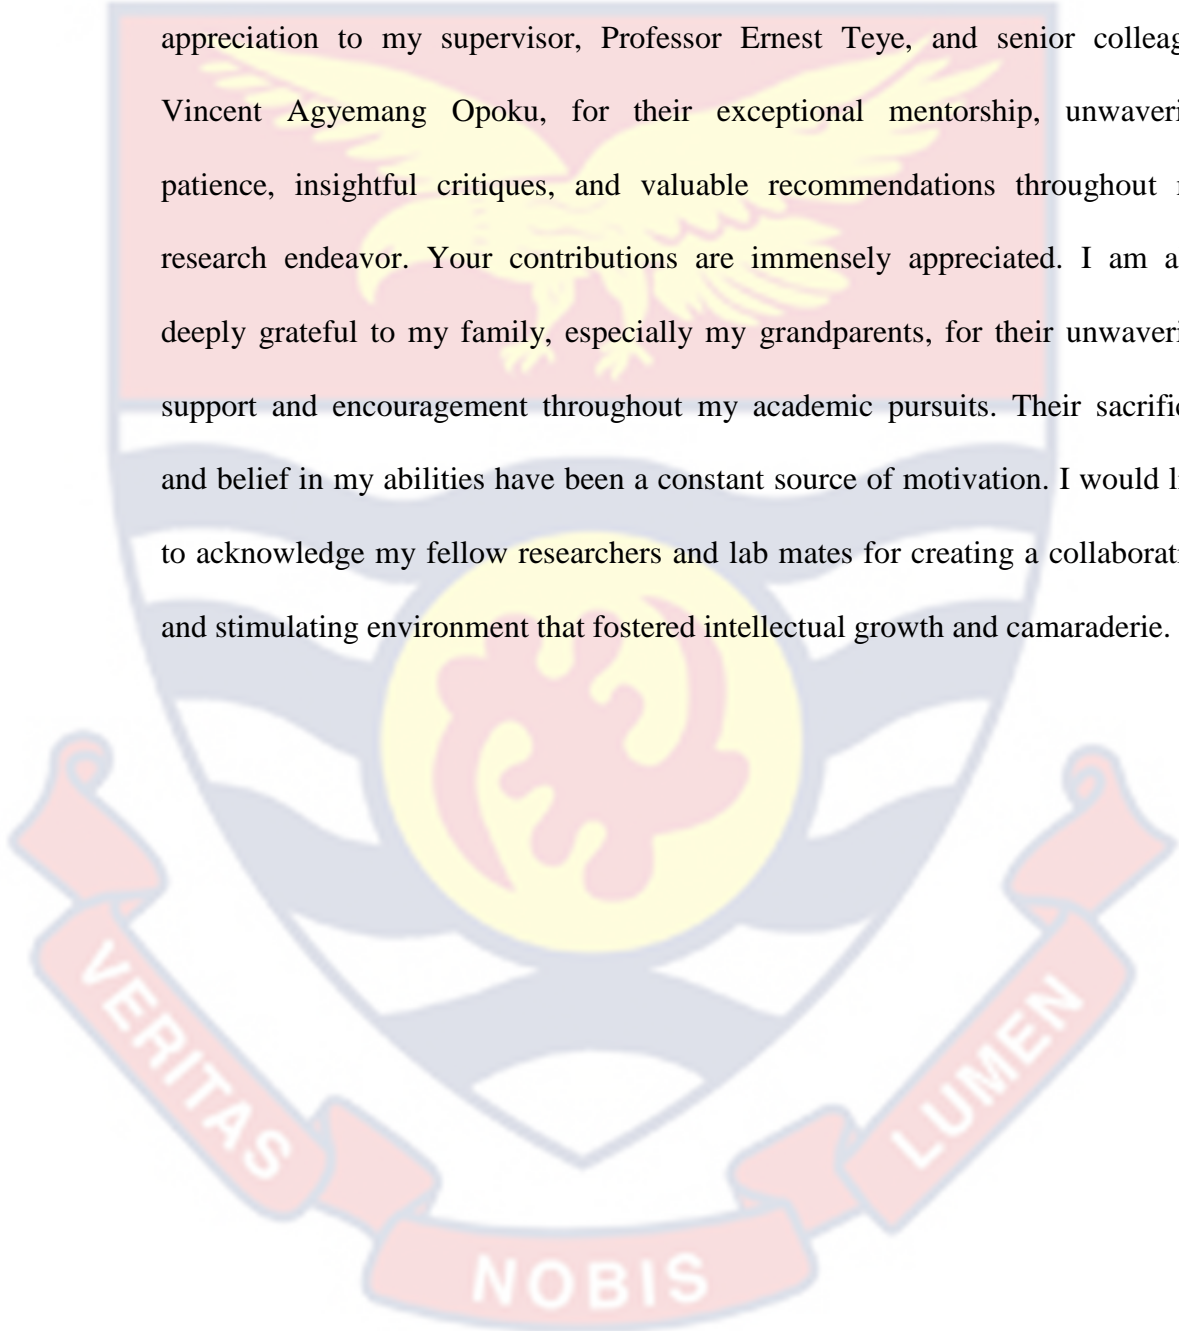 appreciation to my supervisor, Professor Ernest Teye, and senior colleag
Vincent Agyemang Opoku, for their exceptional mentorship, unwaveri
patience, insightful critiques, and valuable recommendations throughout
research endeavor. Your contributions are immensely appreciated. I am a
deeply grateful to my family, especially my grandparents, for their unwaveri
support and encouragement throughout my academic pursuits. Their sacrific
and belief in my abilities have been a constant source of motivation. I would li
to acknowledge my fellow researchers and lab mates for creating a collaborati
and stimulating environment that fostered intellectual growth and camaraderie.
VERITAS
NOBIS
LUMEN